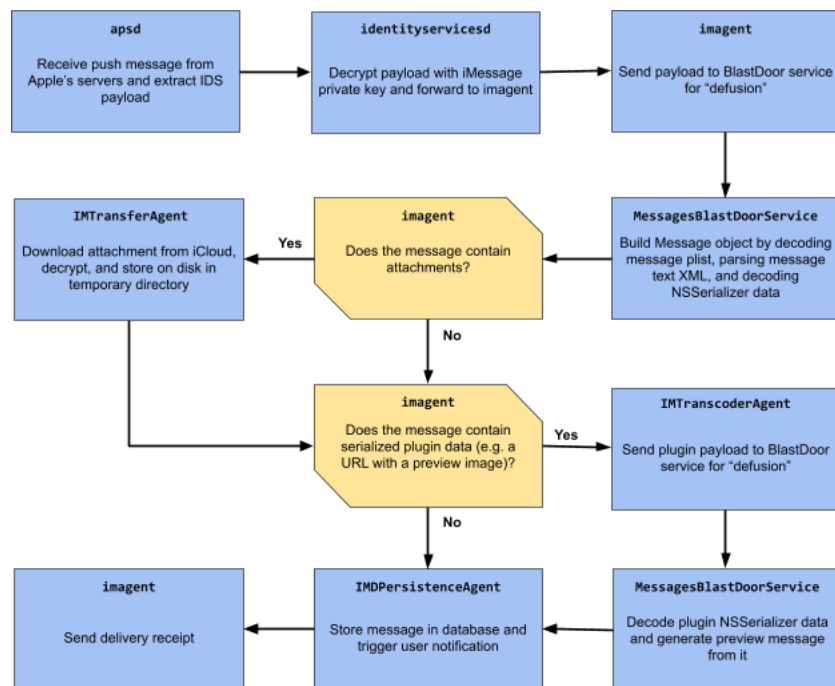 apsd
Receive push message from
Apple's servers and extract IDS
payload
identityservicesd
Decrypt payload with iMessage
private key and forward to imagent
imagent
Send payload to BlastDoor service
for “defusion”
IMTransferAgent
Download attachment from iCloud,
decrypt, and store on disk in
temporary directory
Yes
imagent
Does the message contain
attachments?
MessagesBlastDoorService
Build Message object by decoding
message plist, parsing message
text XML, and decoding
NSSerializer data
No
imagent
Does the message contain
serialized plugin data (e.g. a
URL with a preview image)?
Yes
IMTranscoderAgent
Send plugin payload to BlastDoor
service for “defusion”
No
imagent
Send delivery receipt
IMDPersistenceAgent
Store message in database and
trigger user notification
MessagesBlastDoorService
Decode plugin NSSerializer data
and generate preview message
from it